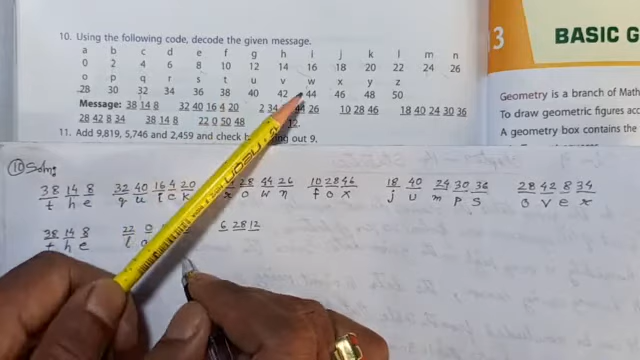 10. Using the following code, decode the given message.
a b c d e f g h i j k l m n
0 2 4 6 8 10 12 14 16 18 20 22 24 26
o p q r s t u v w x y z
28 30 32 34 36 38 40 42 44 46 48 50
Message: 38 14 8 32 40 16 4 20 2 34 44 26 10 28 46 18 40 24 30 36
28 42 8 34 38 14 8 22 0 50 48 12.
11. Add 9,819, 5,746 and 2,459 and check out 9.
3
BASIC G
Geometry is a branch
To draw geometric figures ac
A geometry box contains the
10 Soln:
38 14 8 32 40 16 4 20 28 44 26 10 28 46 18 40 24 30 36 28 42 8 34
t h e q u i c k o w n f o x j u m p s o v e x
38 14 8 22 0 6 28 12
t h e l a